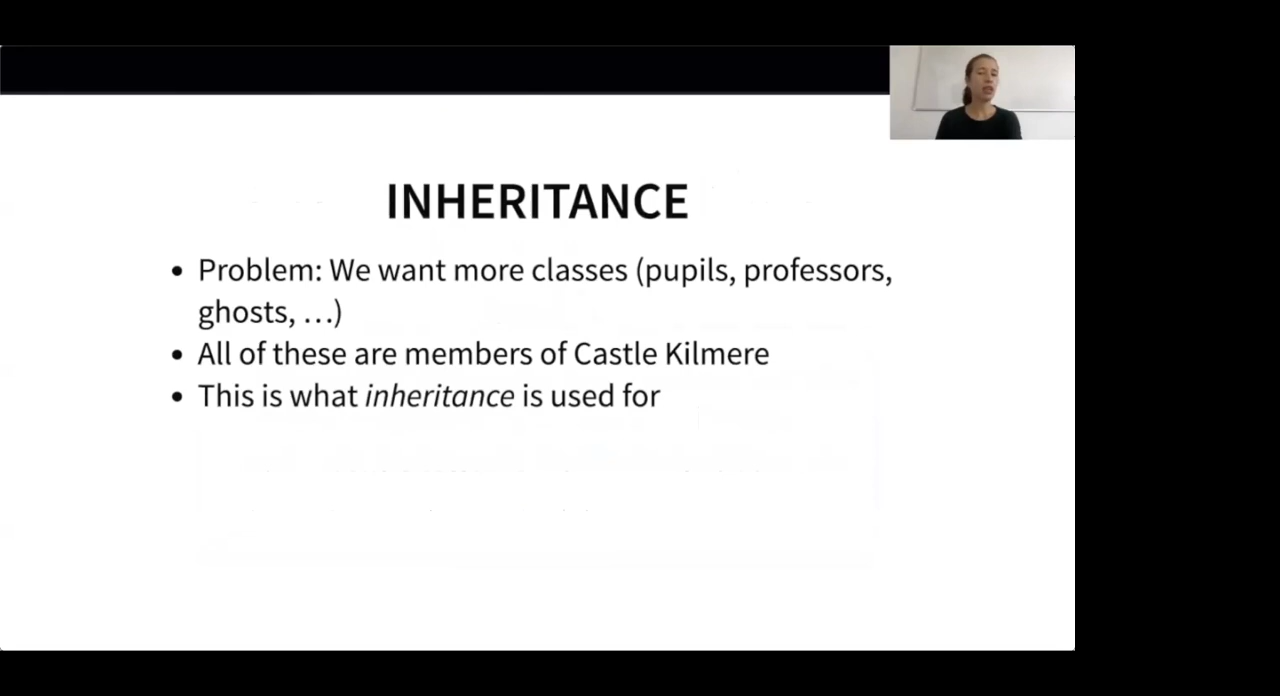 INHERITANCE
• Problem: We want more classes (pupils, professors,
ghosts, …)
• All of these are members of Castle Kilmere
• This is what inheritance is used for